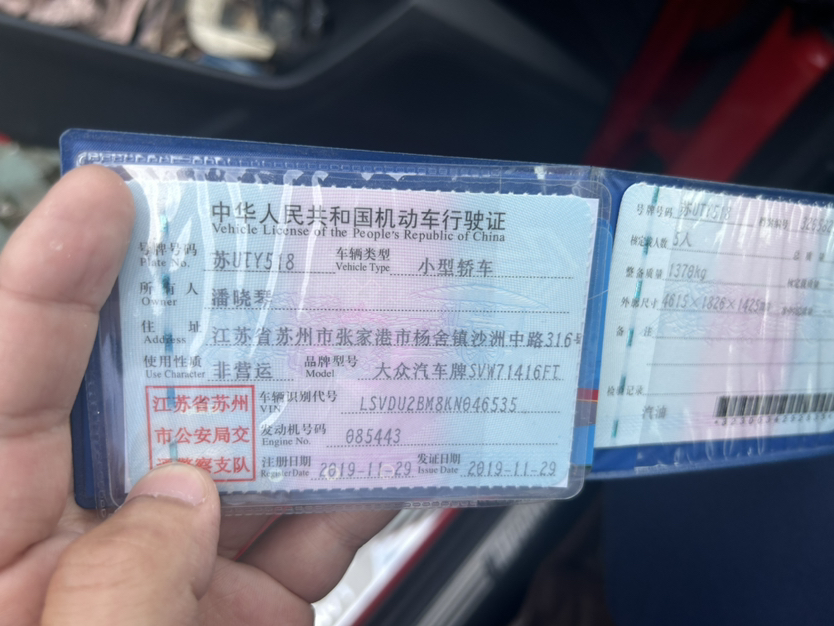 中华人民共和国机动车行驶证
Vehicle License of the People's Republic of China
号牌号码 苏UTY518 车辆类型 小型轿车
Plate No. Vehicle Type
所有人 潘晓琴
Owner
住址 江苏省苏州市张家港市杨舍镇沙洲中路316号
Address
使用性质 非营运 品牌型号 大众汽车牌SVW71416FT
Use Character Model
车辆识别代号 LSVDU2BM8KN046535
VIN
发动机号码 085443
Engine No.
注册日期 2019-11-29 发证日期 2019-11-29
Register Date Issue Date
江苏省苏州
市公安局交
通警察支队
号牌号码 苏UTY518
核定载人数 5人
整备质量 1370kg
外廓尺寸 4615×1826×1425mm
备注
检验记录
汽油